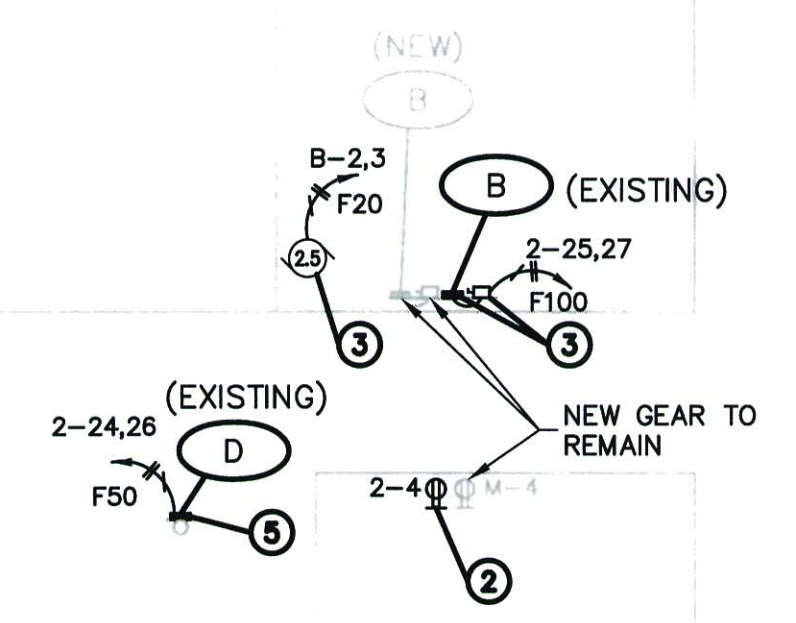 (NEW)
B
B-2,3
F20
B
(EXISTING)
2-25,27
2.5
F100
3
3
(EXISTING)
2-24,26
D
NEW GEAR TO
REMAIN
F50
2-4
M-4
5
2